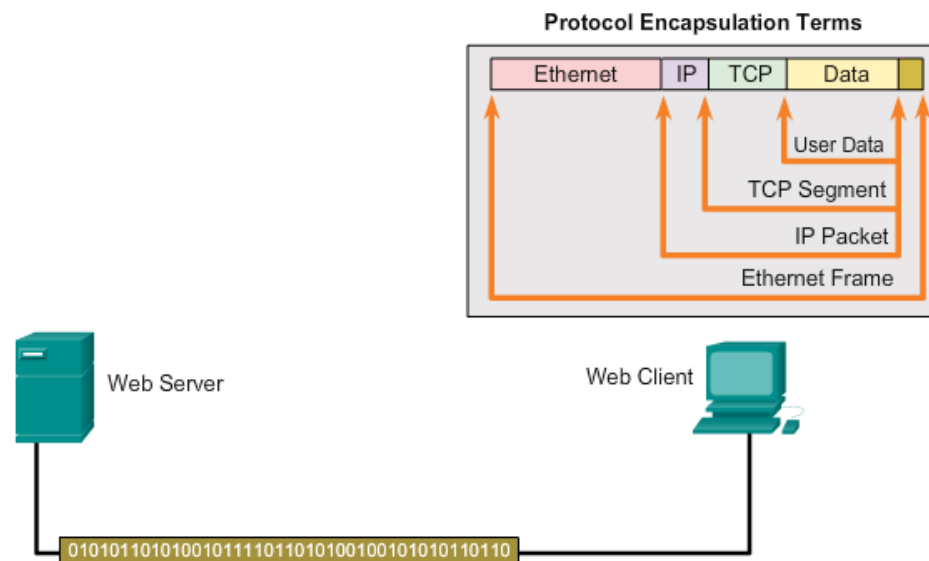 Protocol Encapsulation Terms
Ethernet IP TCP Data
User Data
TCP Segment
IP Packet
Ethernet Frame
Web Server
Web Client
0101011010100101111011010100100101010110110